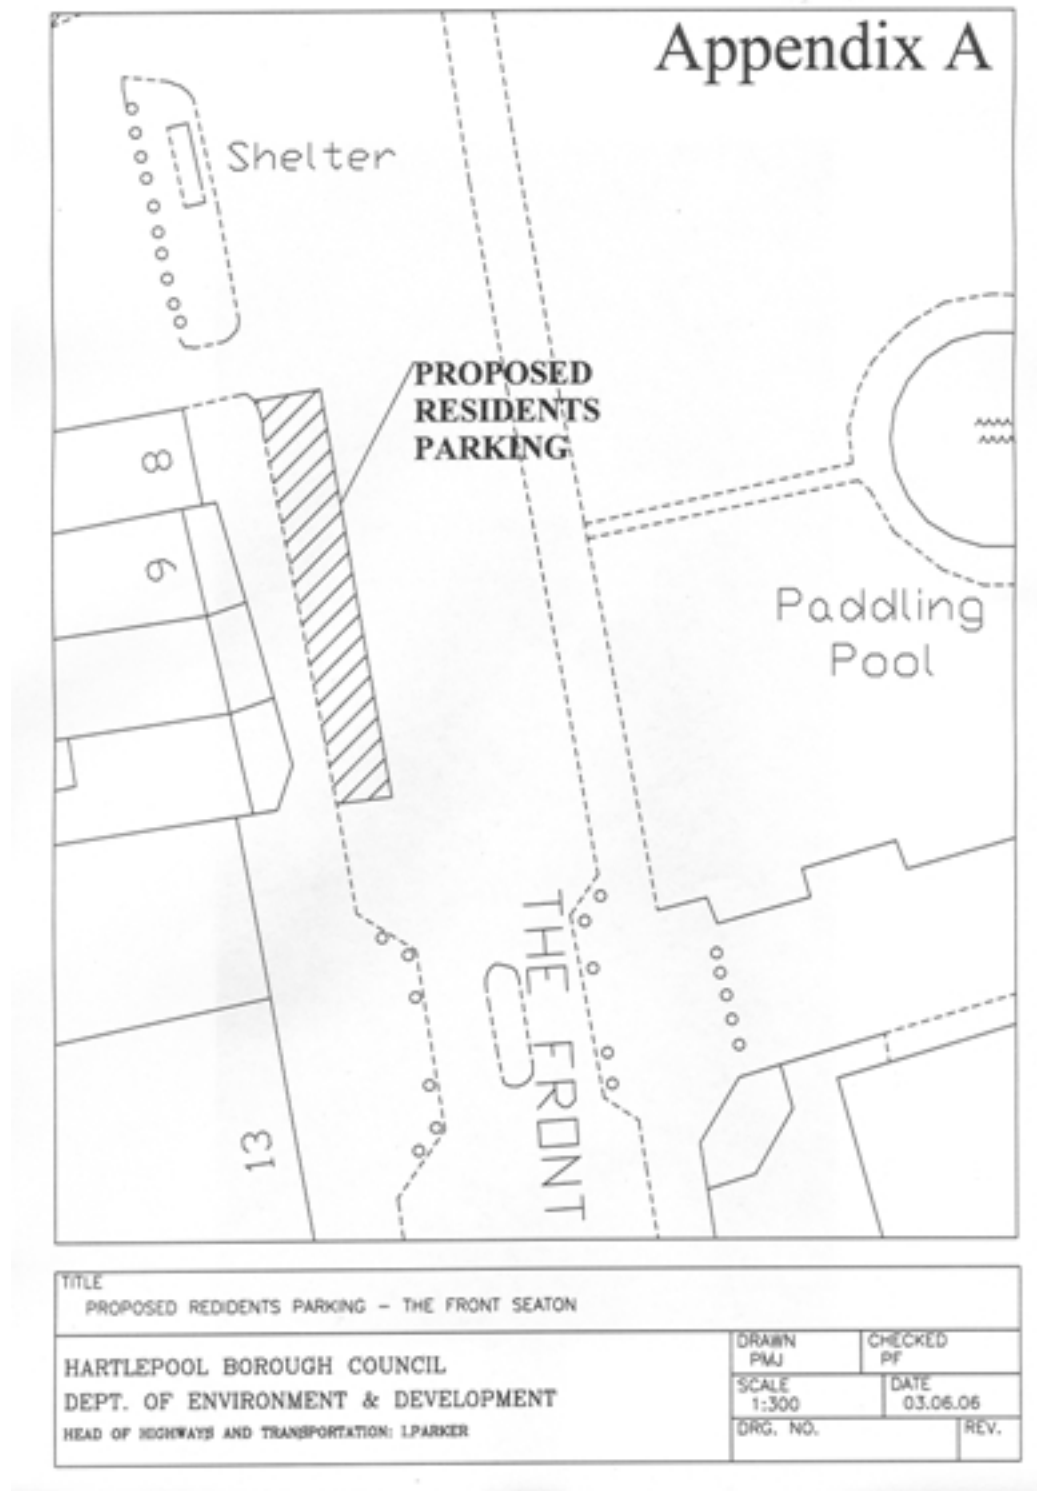 Appendix A
Shelter
PROPOSED
RESIDENTS
PARKING
8
9
Paddling
Pool
THE FRONT
13
TITLE
PROPOSED REDIDENTS PARKING - THE FRONT SEATON
HARTLEPOOL BOROUGH COUNCIL
DEPT. OF ENVIRONMENT & DEVELOPMENT
HEAD OF HIGHWAYS AND TRANSPORTATION: I.PARKER
DRAWN
PMJ
CHECKED
PF
SCALE
1:300
DATE
03.06.06
DRG. NO.
REV.